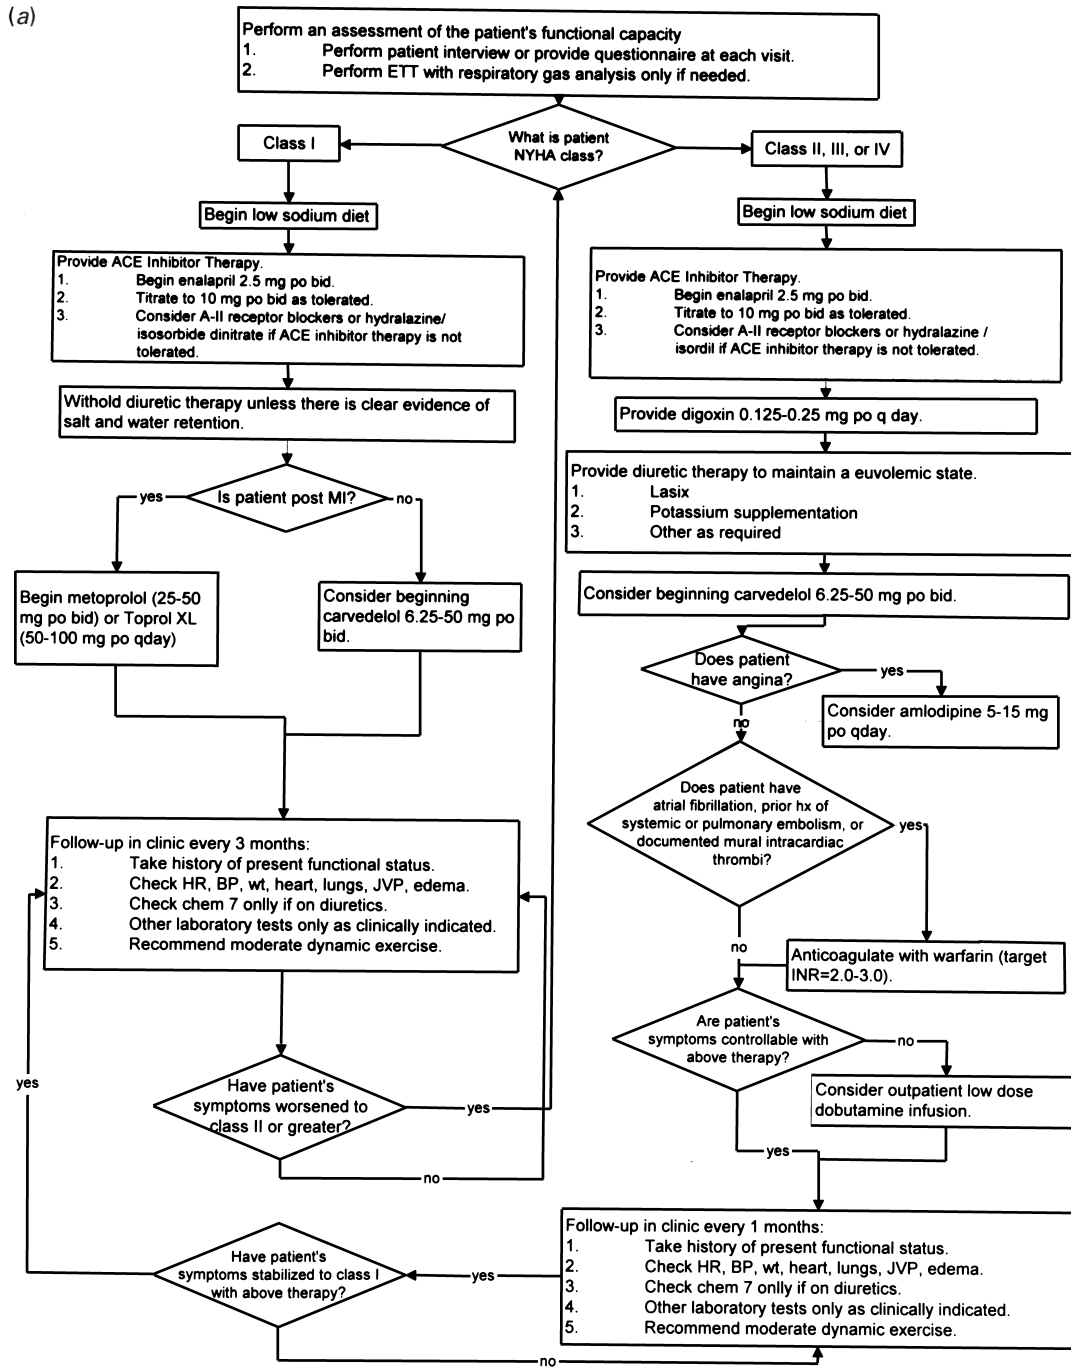 (a)
Perform an assessment of the patient's functional capacity
1. Perform patient interview or provide questionnaire at each visit.
2. Perform ETT with respiratory gas analysis only if needed.
What is patient
NYHA class?
Class I
Class II, III, or IV
Begin low sodium diet
Provide ACE Inhibitor Therapy.
1. Begin enalapril 2.5 mg po bid.
2. Titrate to 10 mg po bid as tolerated.
3. Consider A-II receptor blockers or hydralazine/
isosorbide dinitrate if ACE inhibitor therapy is not
tolerated.
Withold diuretic therapy unless there is clear evidence of
salt and water retention.
Is patient post MI?
yes
no
Begin metoprolol (25-50
mg po bid) or Toprol XL
(50-100 mg po qday)
Consider beginning
carvedelol 6.25-50 mg po
bid.
Follow-up in clinic every 3 months:
1. Take history of present functional status.
2. Check HR, BP, wt, heart, lungs, JVP, edema.
3. Check chem 7 onlly if on diuretics.
4. Other laboratory tests only as clinically indicated.
5. Recommend moderate dynamic exercise.
Have patient's
symptoms worsened to
class II or greater?
yes
no
yes
Begin low sodium diet
Provide ACE Inhibitor Therapy.
1. Begin enalapril 2.5 mg po bid.
2. Titrate to 10 mg po bid as tolerated.
3. Consider A-II receptor blockers or hydralazine /
isordil if ACE inhibitor therapy is not tolerated.
Provide digoxin 0.125-0.25 mg po q day.
Provide diuretic therapy to maintain a euvolemic state.
1. Lasix
2. Potassium supplementation
3. Other as required
Consider beginning carvedelol 6.25-50 mg po bid.
Does patient
have angina?
yes
no
Consider amlodipine 5-15 mg
po qday.
Does patient have
atrial fibrillation, prior hx of
systemic or pulmonary embolism, or
documented mural intracardiac
thrombi?
yes
no
Anticoagulate with warfarin (target
INR=2.0-3.0).
Are patient's
symptoms controllable with
above therapy?
no
yes
Consider outpatient low dose
dobutamine infusion.
Follow-up in clinic every 1 months:
1. Take history of present functional status.
2. Check HR, BP, wt, heart, lungs, JVP, edema.
3. Check chem 7 onlly if on diuretics.
4. Other laboratory tests only as clinically indicated.
5. Recommend moderate dynamic exercise.
yes
Have patient's
symptoms stabilized to class I
with above therapy?
no